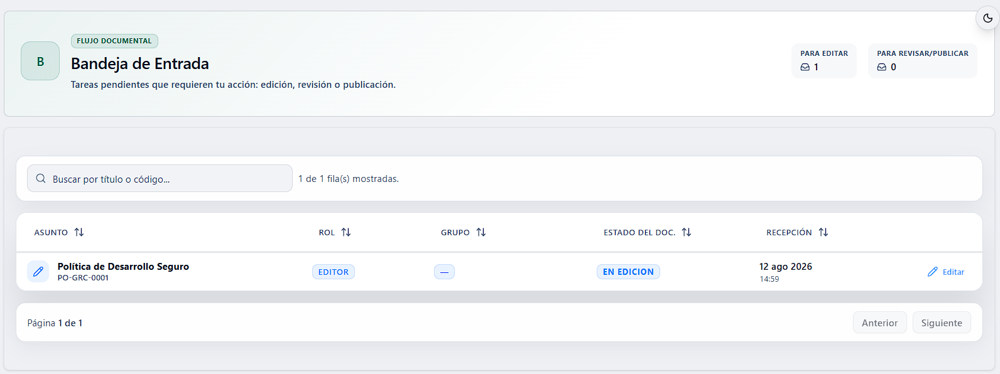 FLUJO DOCUMENTAL
B
Bandeja de Entrada
Tareas pendientes que requieren tu acción: edición, revisión o publicación.
PARA EDITAR
1
PARA REVISAR/PUBLICAR
0
Buscar por título o código...
1 de 1 fila(s) mostradas.
ASUNTO ROL GRUPO ESTADO DEL DOC. RECEPCIÓN
Política de Desarrollo Seguro
PO-GRC-0001
EDITOR
—
EN EDICION
12 ago 2026
14:59
Editar
Página 1 de 1
Anterior Siguiente